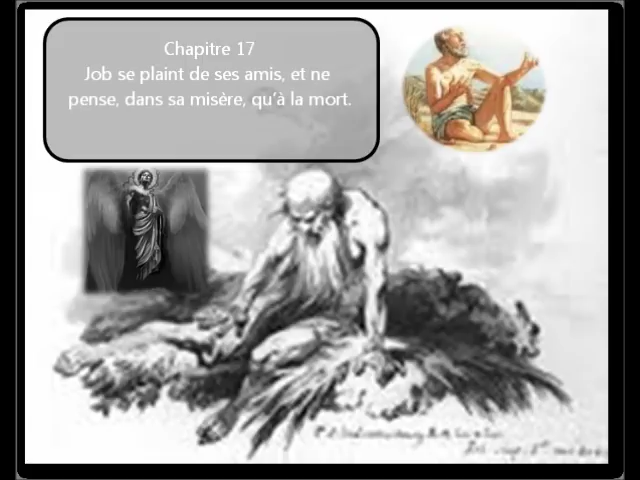 Chapitre 17
Job se plaint de ses amis, et ne
pense, dans sa misère, qu'à la mort.